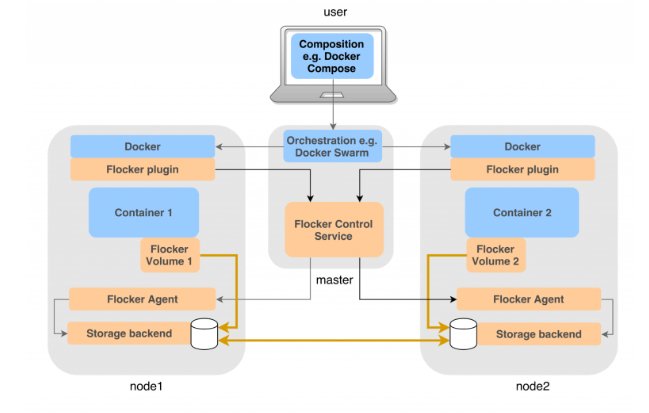 user
Composition
e.g. Docker
Compose
Orchestration e.g.
Docker Swarm
Docker
Flocker plugin
Container 1
Flocker
Volume 1
Flocker Agent
Storage backend
node1
Flocker Control
Service
master
Docker
Flocker plugin
Container 2
Flocker
Volume 2
Flocker Agent
Storage backend
node2